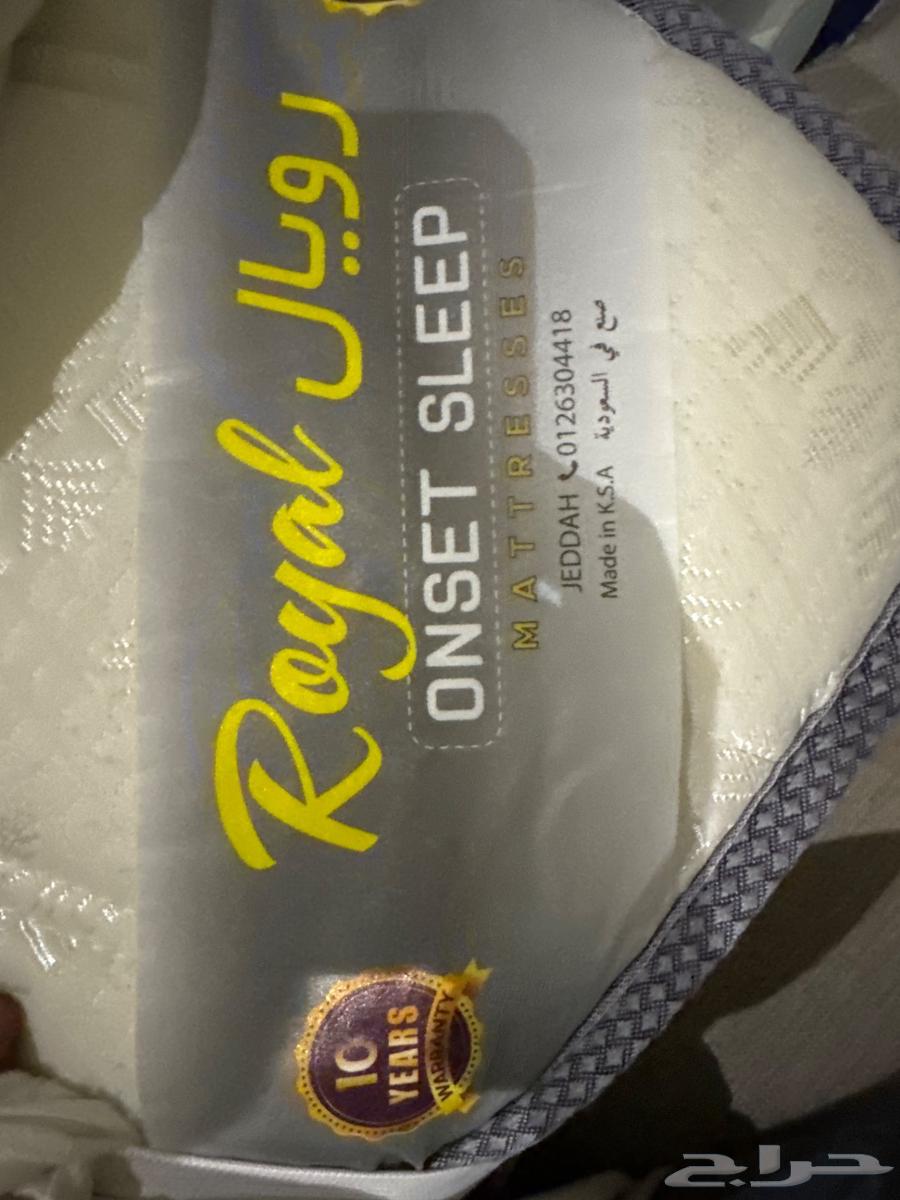 Royal رويال
ONSET SLEEP
MATTRESSES
JEDDAH 0126304418
Made in K.S.A صنع في السعودية
10
YEARS
WARRANTY
حراج